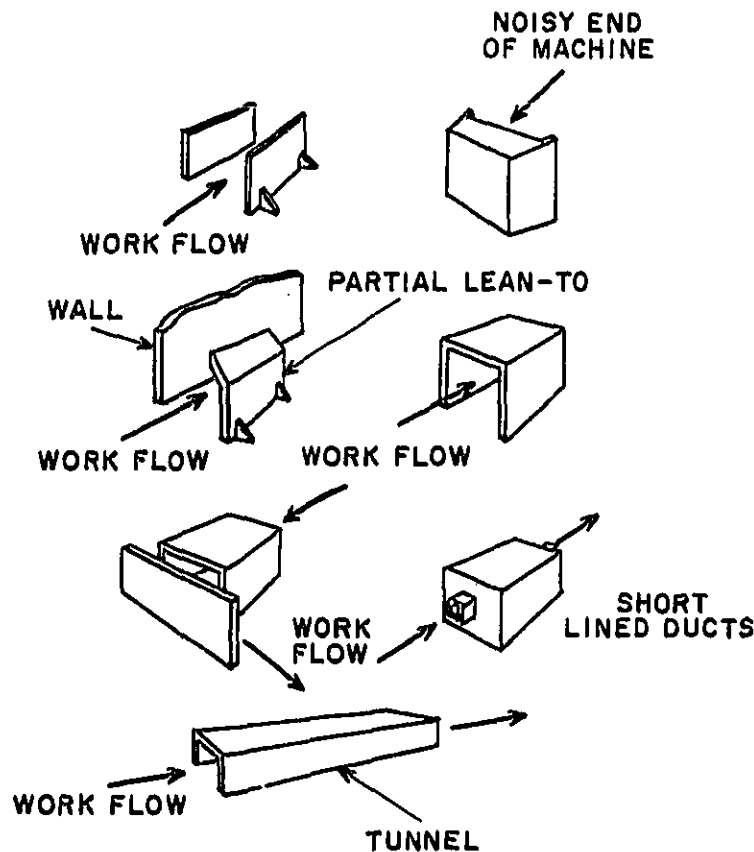 NOISY END
OF MACHINE
WORK FLOW
WALL
PARTIAL LEAN-TO
WORK FLOW
WORK FLOW
WORK
FLOW
SHORT
LINED DUCTS
WORK FLOW
TUNNEL